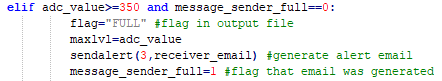 elif adc_value>=350 and message_sender_full==0:
flag="FULL" #flag in output file
maxlvl=adc_value
sendalert(3,receiver_email) #generate alert email
message_sender_full=1 #flag that email was generated